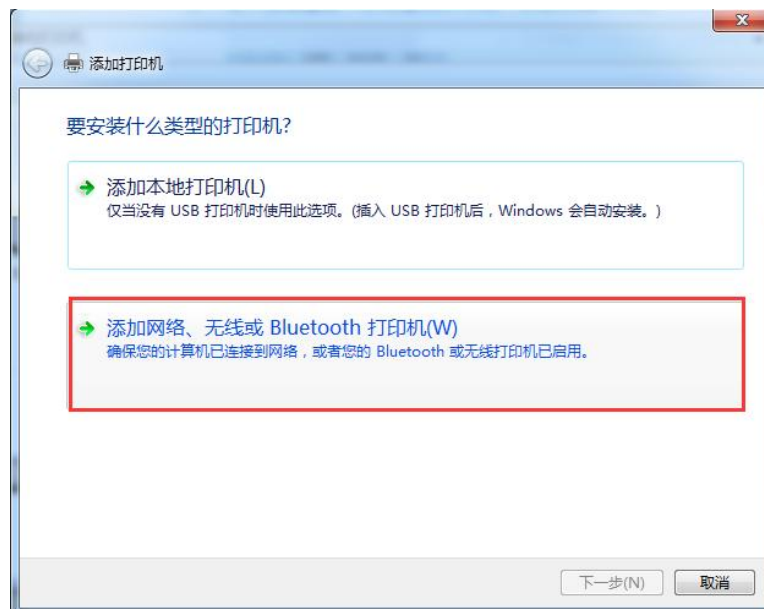 添加打印机
要安装什么类型的打印机?
添加本地打印机(L)
仅当没有 USB 打印机时使用此选项。(插入 USB 打印机后，Windows 会自动安装。)
添加网络、无线或 Bluetooth 打印机(W)
确保您的计算机已连接到网络，或者您的 Bluetooth 或无线打印机已启用。
下一步(N)
取消